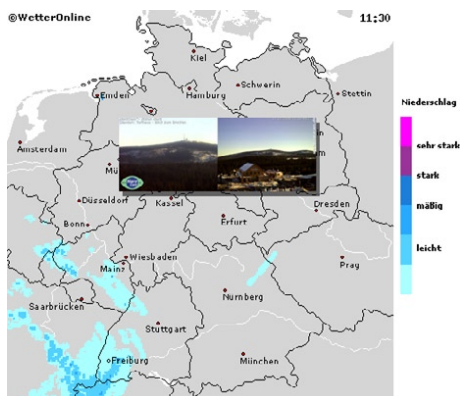 ©WetterOnline 11:30
Kiel
Schwerin
Stettin
Emden
Hamburg
Niederschlag
sehr stark
Amsterdam
stark
Mü
Düsseldorf
Kassel
mäßig
Bonn
Erfurt
Dresden
leicht
Wiesbaden
Mainz
Prag
Nürnberg
Saarbrücken
Stuttgart
Freiburg
München